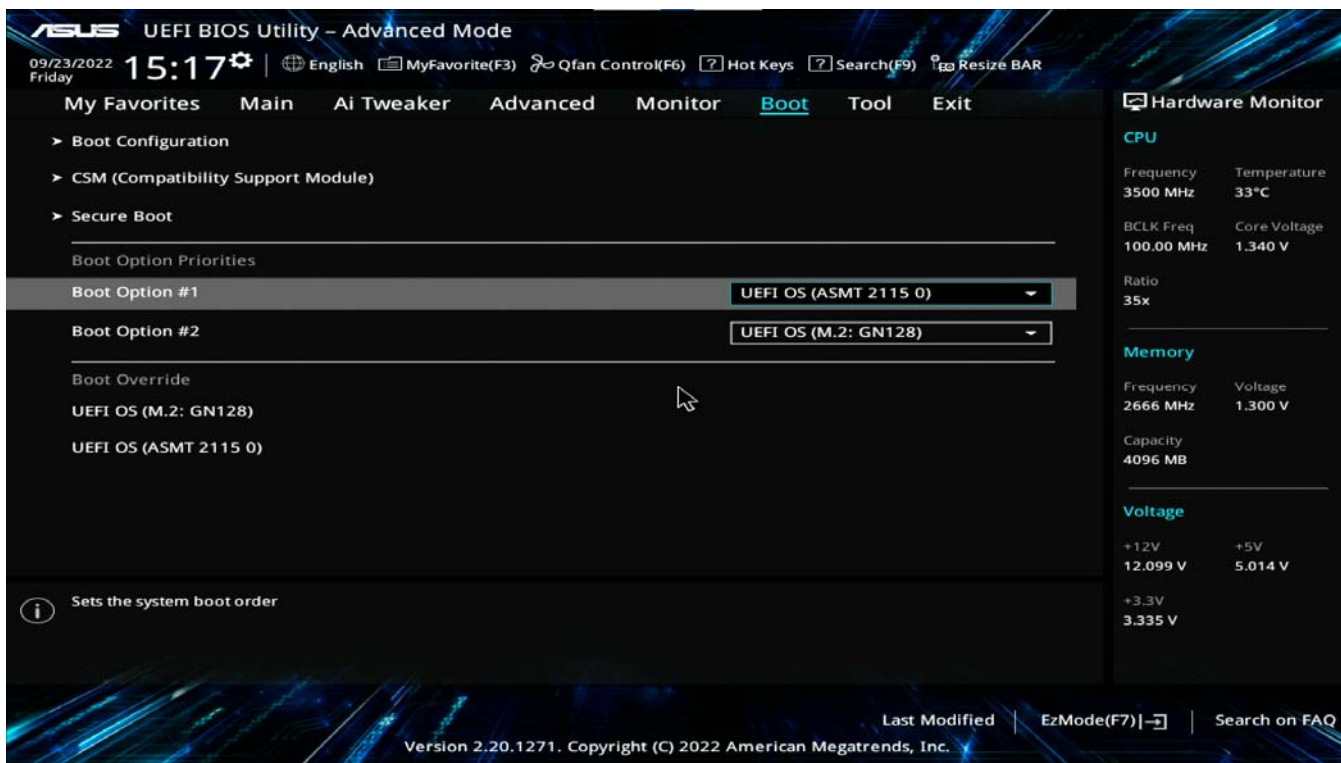 ASUS UEFI BIOS Utility – Advanced Mode
09/23/2022 Friday 15:17 English MyFavorite(F3) Qfan Control(F6) ? Hot Keys ? Search(F9) Resize BAR
My Favorites Main Ai Tweaker Advanced Monitor Boot Tool Exit
> Boot Configuration
> CSM (Compatibility Support Module)
> Secure Boot
Boot Option Priorities
Boot Option #1 UEFI OS (ASMT 2115 0)
Boot Option #2 UEFI OS (M.2: GN128)
Boot Override
UEFI OS (M.2: GN128)
UEFI OS (ASMT 2115 0)
i Sets the system boot order
Hardware Monitor
CPU
Frequency Temperature
3500 MHz 33°C
BCLK Freq Core Voltage
100.00 MHz 1.340 V
Ratio
35x
Memory
Frequency Voltage
2666 MHz 1.300 V
Capacity
4096 MB
Voltage
+12V +5V
12.099 V 5.014 V
+3.3V
3.335 V
Last Modified EzMode(F7) Search on FAQ
Version 2.20.1271. Copyright (C) 2022 American Megatrends, Inc.